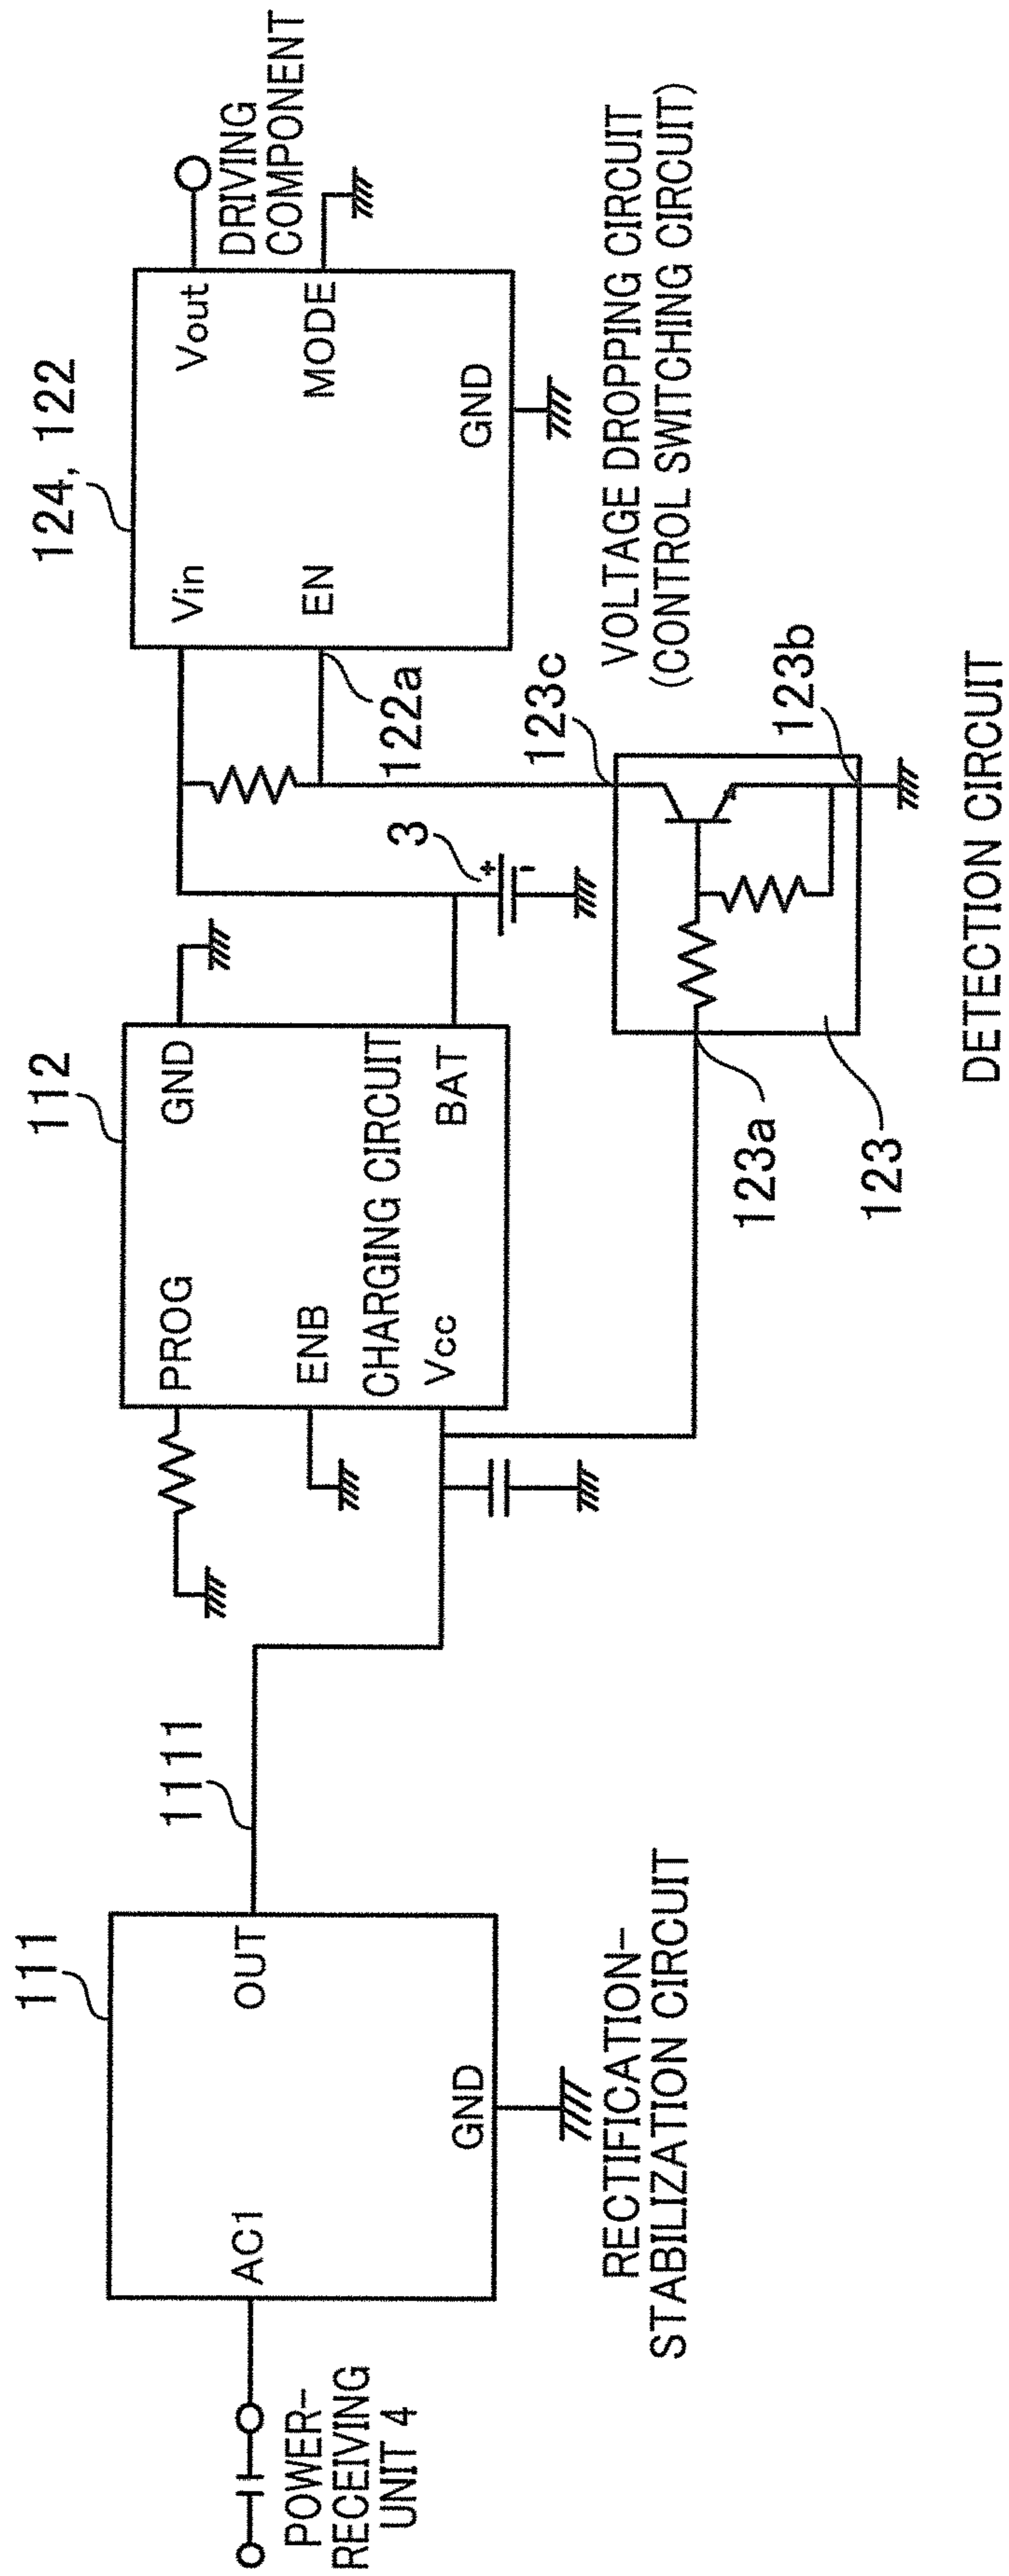 111
AC1
OUT
GND
POWER-
RECEIVING
UNIT 4
RECTIFICATION-
STABILIZATION CIRCUIT
1111
112
PROG
GND
ENB
CHARGING CIRCUIT
Vcc
BAT
3
+
-
124, 122
Vin
Vout
EN
MODE
GND
DRIVING
COMPONENT
122a
VOLTAGE DROPPING CIRCUIT
(CONTROL SWITCHING CIRCUIT)
123c
123b
123a
123
DETECTION CIRCUIT